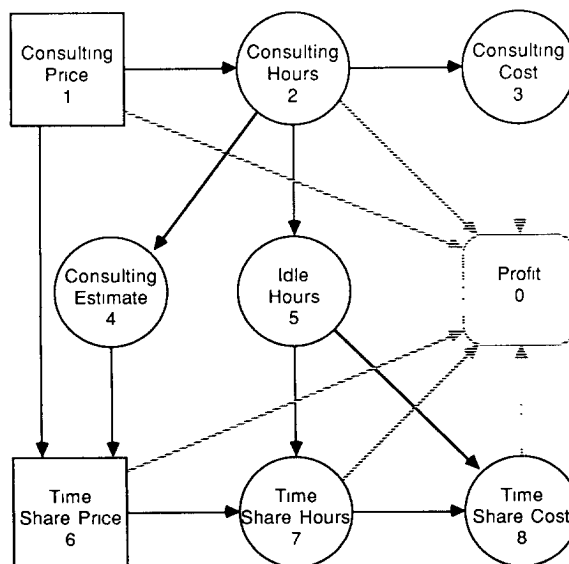 Consulting
Price
1
Consulting
Hours
2
Consulting
Cost
3
Consulting
Estimate
4
Idle
Hours
5
Profit
0
Time
Share Price
6
Time
Share Hours
7
Time
Share Cost
8